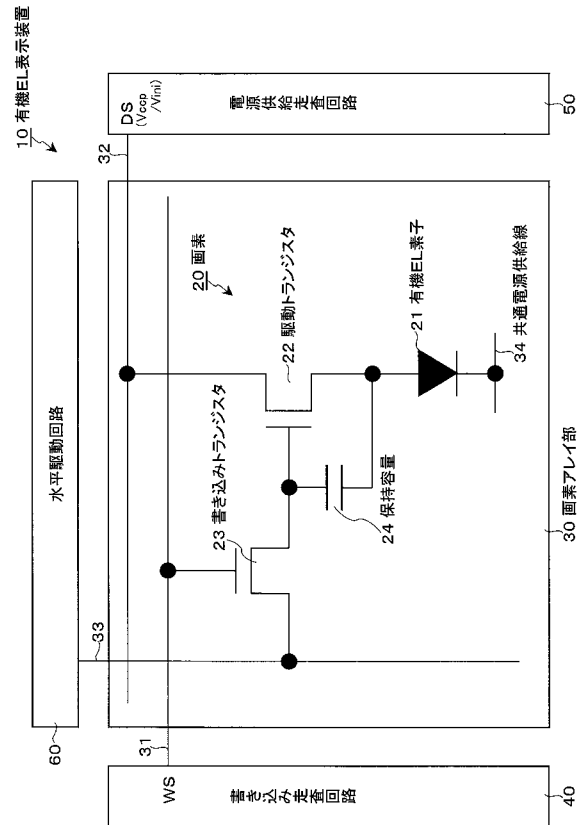 10 有機EL表示装置
60
水平駆動回路
33
32
DS
(Vccp
/Vini)
電源供給走査回路
50
31
WS
書き込み走査回路
40
20 画素
23 書き込みトランジスタ
22 駆動トランジスタ
24 保持容量
21 有機EL素子
34 共通電源供給線
30 画素アレイ部